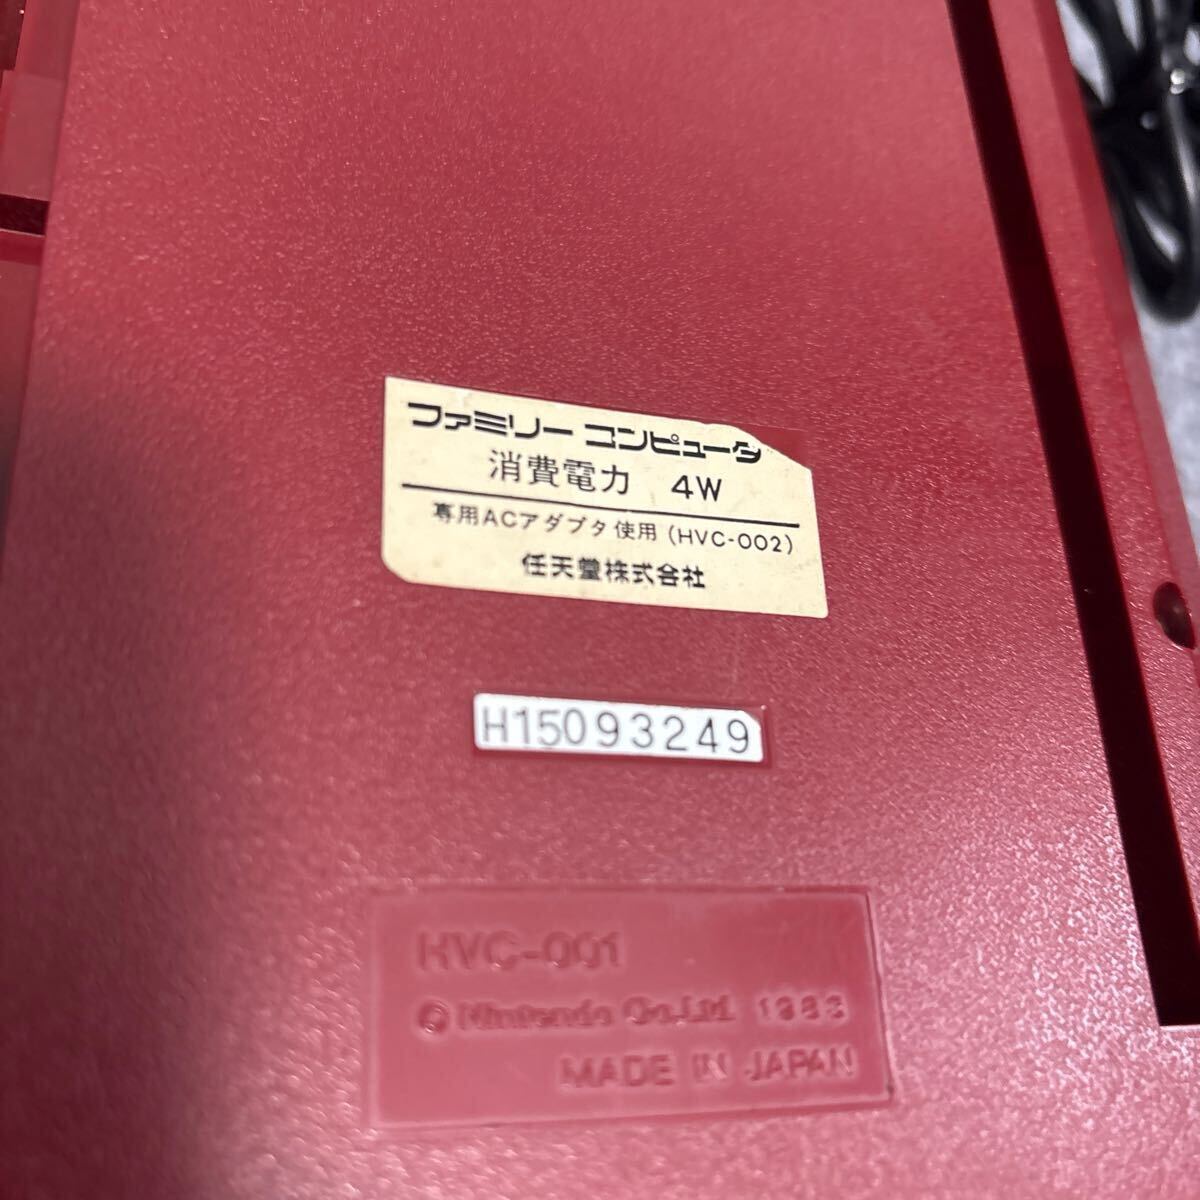 ファミリー コンピュータ
消費電力　4W
専用ACアダプタ使用（HVC-002）
任天堂株式会社
H15093249
HVC-001
© Nintendo Co.,Ltd. 1983
MADE IN JAPAN